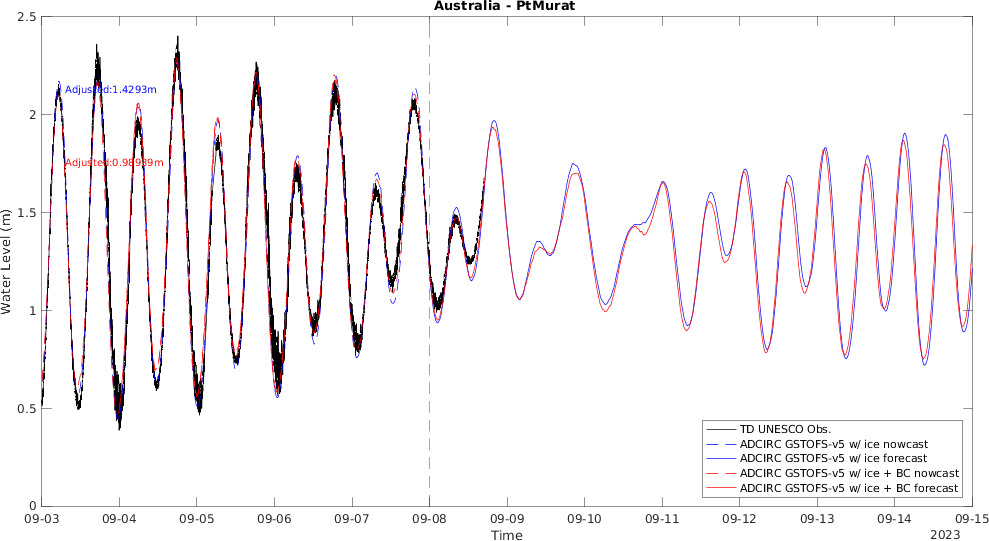 Australia - PtMurat
2.5
2
1.5
1
0.5
0
Water Level (m)
Adjusted:1.4293m
Adjusted:0.98939m
TD UNESCO Obs.
ADCIRC GSTOFS-v5 w/ ice nowcast
ADCIRC GSTOFS-v5 w/ ice forecast
ADCIRC GSTOFS-v5 w/ ice + BC nowcast
ADCIRC GSTOFS-v5 w/ ice + BC forecast
09-03 09-04 09-05 09-06 09-07 09-08 09-09 09-10 09-11 09-12 09-13 09-14 09-15
Time
2023